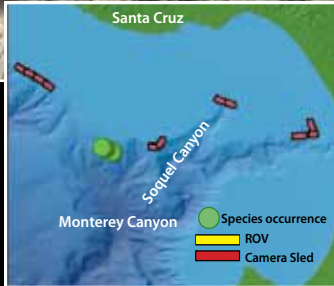 Santa Cruz
Soquel Canyon
Monterey Canyon
Species occurrence
ROV
Camera Sled